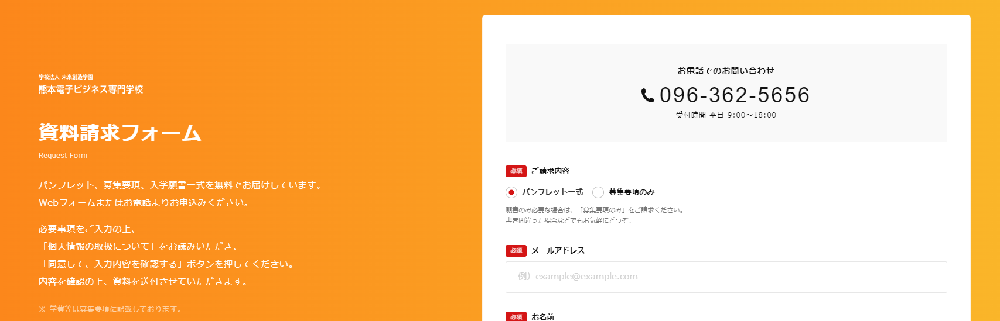 学校法人 未来創造学園
熊本電子ビジネス専門学校
資料請求フォーム
Request Form
パンフレット、募集要項、入学願書一式を無料でお届けしています。
Webフォームまたはお電話よりお申込みください。
必要事項をご入力の上、
「個人情報の取扱について」をお読みいただき、
「同意して、入力内容を確認する」ボタンを押してください。
内容を確認の上、資料を送付させていただきます。
※ 学費等は募集要項に記載しております。
お電話でのお問い合わせ
096-362-5656
受付時間 平日 9:00〜18:00
必須 ご請求内容
パンフレット一式 募集要項のみ
願書のみ必要な場合は、「募集要項のみ」をご請求ください。
書き間違った場合などでもお気軽にどうぞ。
必須 メールアドレス
例）example@example.com
必須 お名前